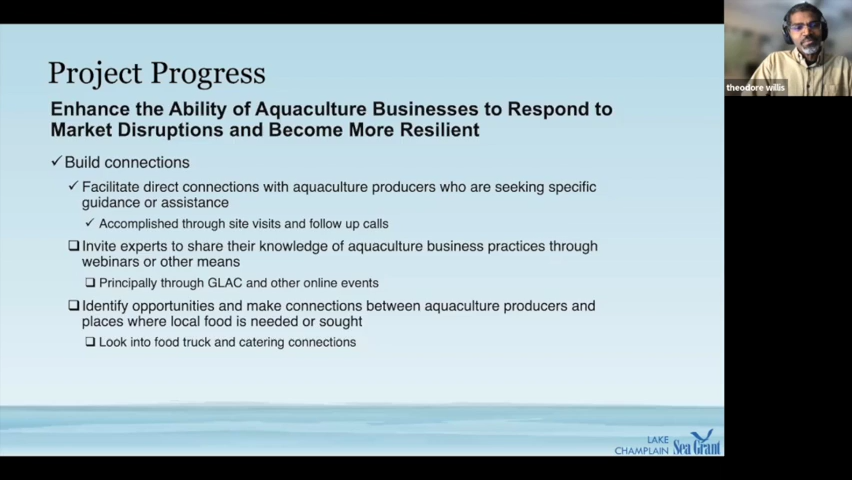 Project Progress
Enhance the Ability of Aquaculture Businesses to Respond to
Market Disruptions and Become More Resilient
✓Build connections
✓ Facilitate direct connections with aquaculture producers who are seeking specific
guidance or assistance
✓ Accomplished through site visits and follow up calls
❑Invite experts to share their knowledge of aquaculture business practices through
webinars or other means
❑ Principally through GLAC and other online events
❑Identify opportunities and make connections between aquaculture producers and
places where local food is needed or sought
❑ Look into food truck and catering connections
LAKE
CHAMPLAIN Sea Grant
theodore willis